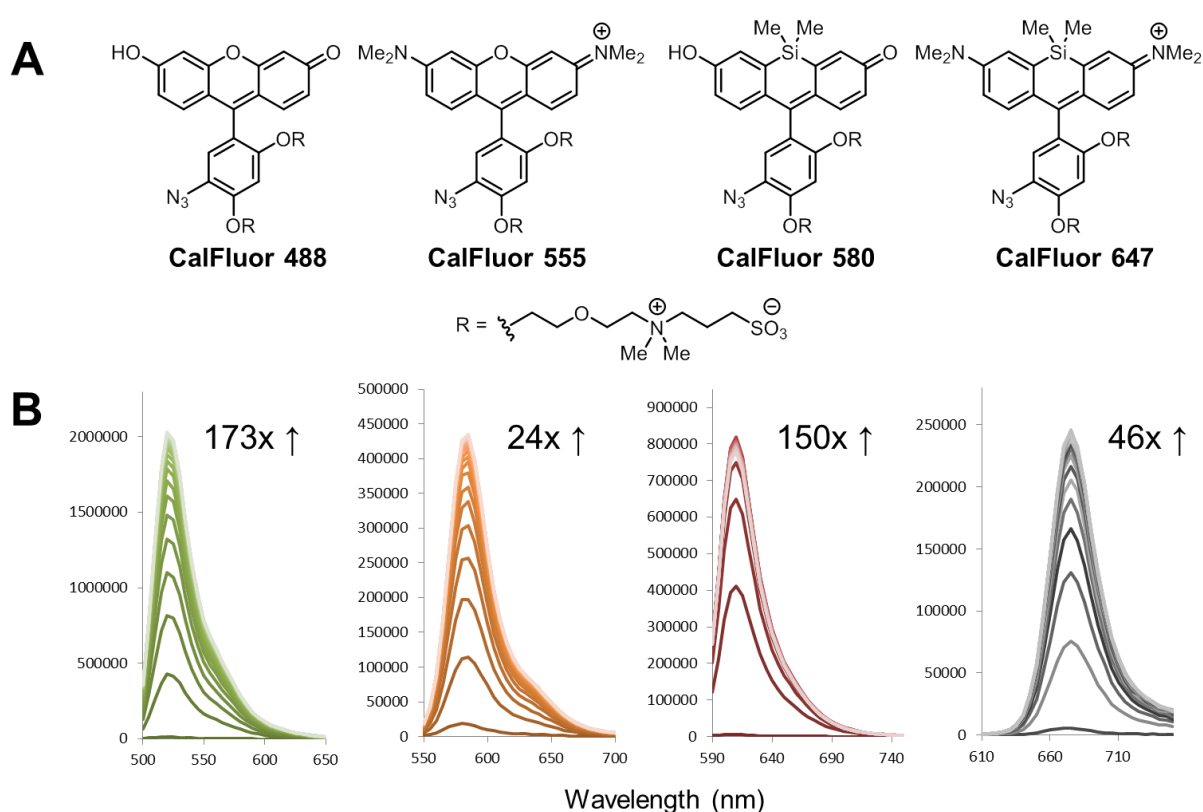 A
HO O O
OR
N3
OR
CalFluor 488
Me2N O ⊕ NMe2
OR
N3
OR
CalFluor 555
Me Me
HO Si O
OR
N3
OR
CalFluor 580
Me Me
Me2N Si ⊕ NMe2
OR
N3
OR
CalFluor 647
R = O N ⊕ SO3 ⊖
Me Me
B
173x ↑
2000000
1500000
1000000
500000
0
500 550 600 650
24x ↑
500000
450000
400000
350000
300000
250000
200000
150000
100000
50000
0
550 600 650 700
150x ↑
900000
800000
700000
600000
500000
400000
300000
200000
100000
0
590 640 690 740
46x ↑
250000
200000
150000
100000
50000
0
610 660 710
Wavelength (nm)